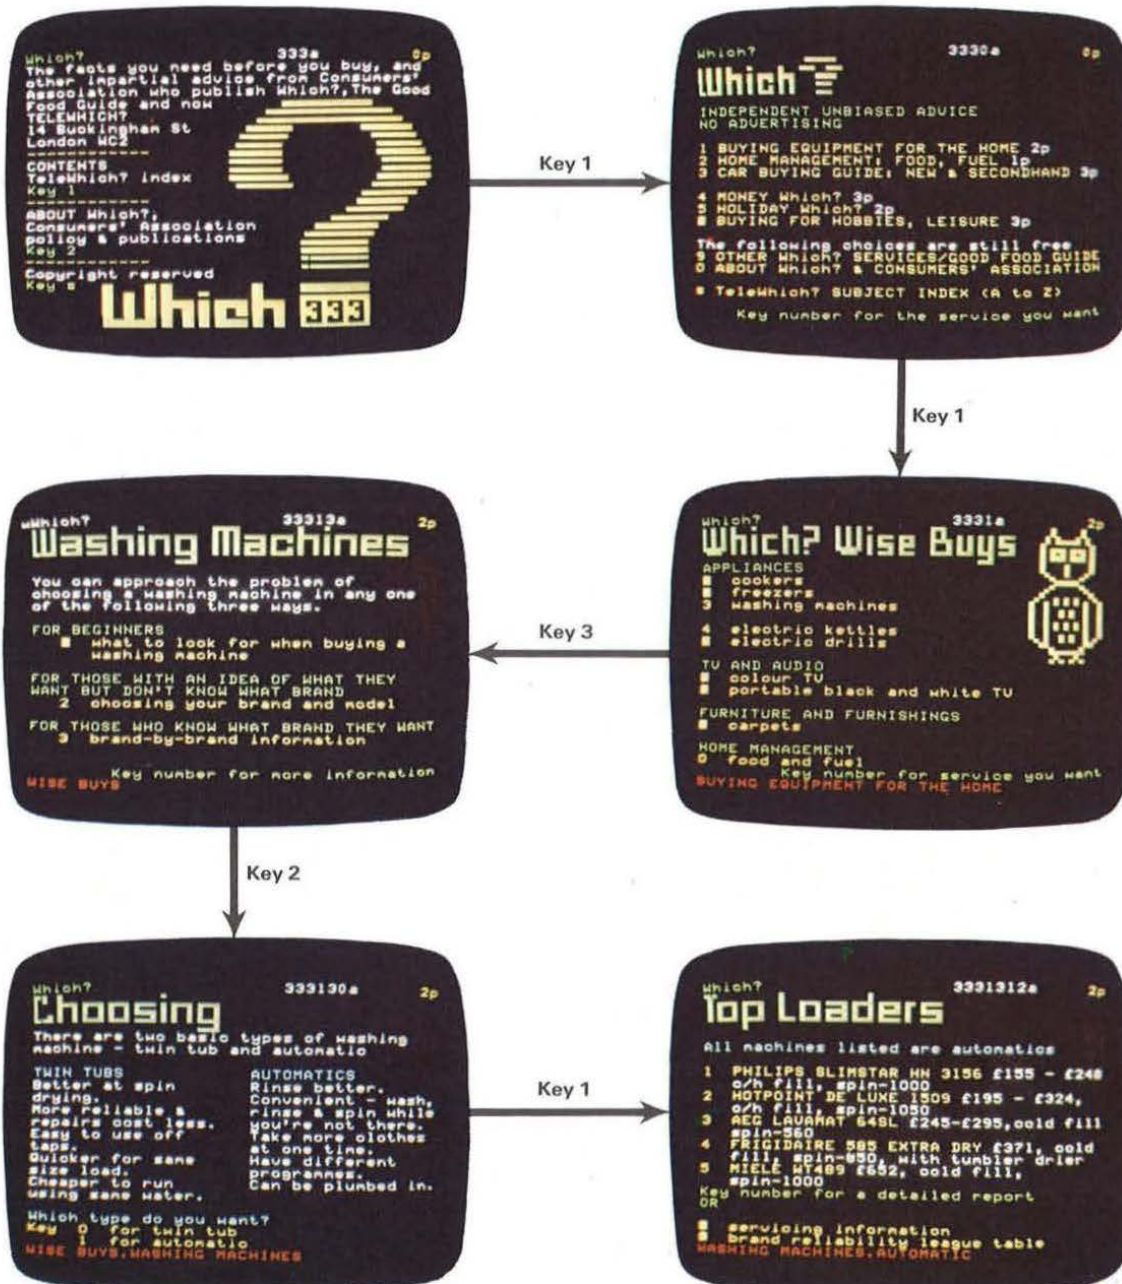 Which? 333a 0p
The facts you need before you buy, and
other impartial advice from Consumers'
Association who publish Which?,The Good
Food Guide and now
TELEWHICH?
14 Buckingham St
London WC2
CONTENTS
TeleWhich? index
Key 1
ABOUT Which?,
Consumers' Association
policy & publications
Key 2
Copyright reserved
Key s
Which 333
Key 1
Which? 3330a 0p
Which?
INDEPENDENT UNBIASED ADVICE
NO ADVERTISING
1 BUYING EQUIPMENT FOR THE HOME 2p
2 HOME MANAGEMENT: FOOD, FUEL 1p
3 CAR BUYING GUIDE: NEW & SECONDHAND 3p
4 MONEY Which? 3p
5 HOLIDAY Which? 2p
BUYING FOR HOBBIES, LEISURE 3p
The following choices are still free
9 OTHER Which? SERVICES/GOOD FOOD GUIDE
0 ABOUT Which? & CONSUMERS' ASSOCIATION
TeleWhich? SUBJECT INDEX (A to Z)
Key number for the service you want
Key 1
Which? 3331a 2p
Which? Wise Buys
APPLIANCES
cookers
freezers
3 washing machines
4 electric kettles
electric drills
TV AND AUDIO
colour TV
portable black and white TV
FURNITURE AND FURNISHINGS
carpets
HOME MANAGEMENT
0 food and fuel
Key number for service you want
BUYING EQUIPMENT FOR THE HOME
Key 3
wWhich? 33313a 2p
Washing Machines
You can approach the problem of
choosing a washing machine in any one
of the following three ways.
FOR BEGINNERS
what to look for when buying a
washing machine
FOR THOSE WITH AN IDEA OF WHAT THEY
WANT BUT DON'T KNOW WHAT BRAND
2 choosing your brand and model
FOR THOSE WHO KNOW WHAT BRAND THEY WANT
3 brand-by-brand information
Key number for more information
WISE BUYS
Key 2
Which? 333130a 2p
Choosing
There are two basic types of washing
machine - twin tub and automatic
TWIN TUBS
Better at spin
drying.
More reliable &
repairs cost less.
Easy to use off
taps.
Quicker for same
size load.
Cheaper to run
using same water.
AUTOMATICS
Rinse better.
Convenient - wash,
rinse & spin while
you're not there.
Take more clothes
at one time.
Have different
programmes.
Can be plumbed in.
Which type do you want?
Key 0 for twin tub
1 for automatic
WISE BUYS.WASHING MACHINES
Key 1
Which? 3331312a 2p
Top Loaders
All machines listed are automatics
1 PHILIPS SLIMSTAR HN 3156 £155 - £248
o/h fill, spin-1000
2 HOTPOINT DE LUXE 1509 £195 - £324,
o/h fill, spin-1050
3 AEG LAVAMAT 64SL £245-£295,cold fill
spin-560
4 FRIGIDAIRE 585 EXTRA DRY £371, cold
fill, spin-850, with tumbler drier
5 MIELE WT489 £652, cold fill,
spin-1000
Key number for a detailed report
OR
servicing information
brand reliability league table
WASHING MACHINES.AUTOMATIC